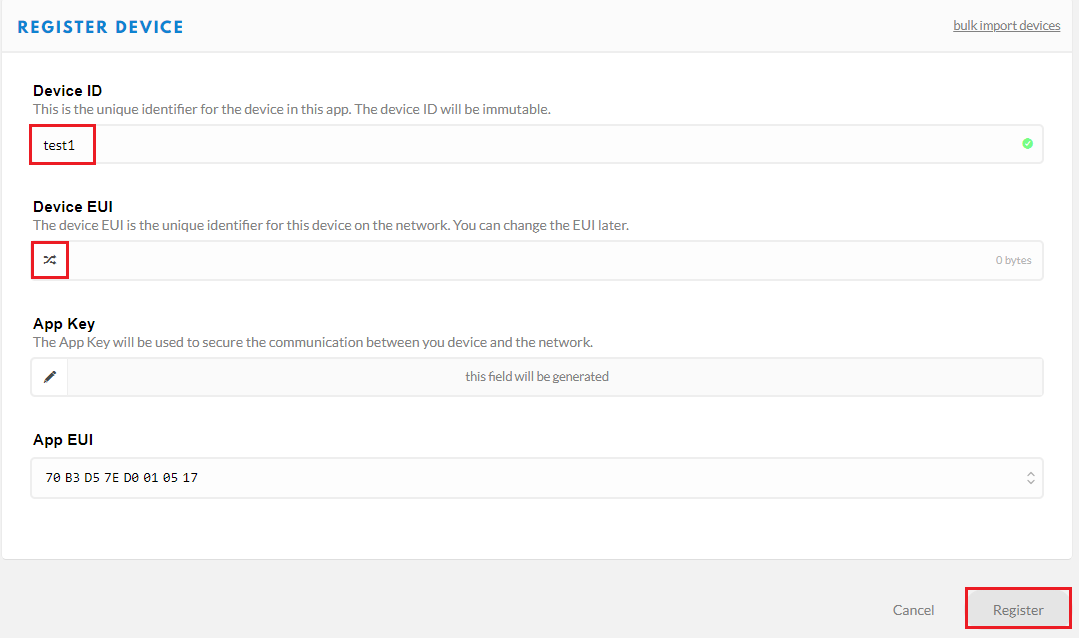 REGISTER DEVICE
bulk import devices
Device ID
This is the unique identifier for the device in this app. The device ID will be immutable.
test1
Device EUI
The device EUI is the unique identifier for this device on the network. You can change the EUI later.
0 bytes
App Key
The App Key will be used to secure the communication between you device and the network.
this field will be generated
App EUI
70 B3 D5 7E D0 01 05 17
Cancel
Register